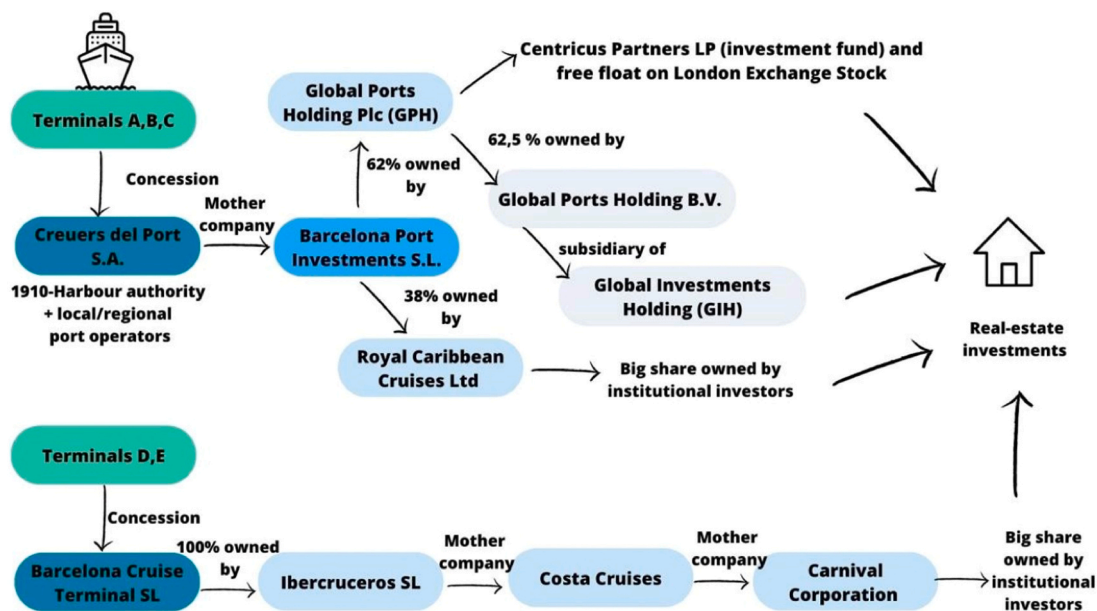 Centricus Partners LP (investment fund) and
free float on London Exchange Stock
Global Ports
Holding Plc (GPH)
Terminals A,B,C
62,5 % owned by
62% owned
by
Concession
Mother
company
Global Ports Holding B.V.
Creuers del Port
S.A.
Barcelona Port
Investments S.L.
subsidiary of
1910-Harbour authority
+ local/regional
port operators
Global Investments
Holding (GIH)
38% owned
by
Real-estate
investments
Royal Caribbean
Cruises Ltd
Big share owned by
institutional investors
Terminals D,E
Concession
100% owned
by
Mother
company
Mother
company
Barcelona Cruise
Terminal SL
Ibercruceros SL
Costa Cruises
Carnival
Corporation
Big share
owned by
institutional
investors